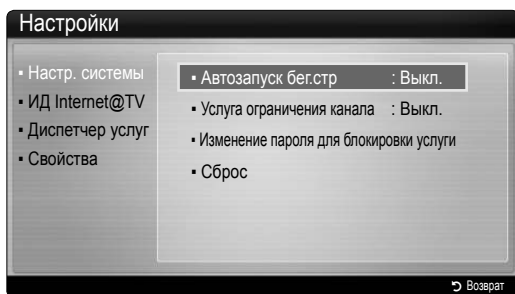 Настройки
▪ Настр. системы
▪ ИД Internet@TV
▪ Диспетчер услуг
▪ Свойства
▪ Автозапуск бег.стр : Выкл.
▪ Услуга ограничения канала : Выкл.
▪ Изменение пароля для блокировки услуги
▪ Сброс
Возврат